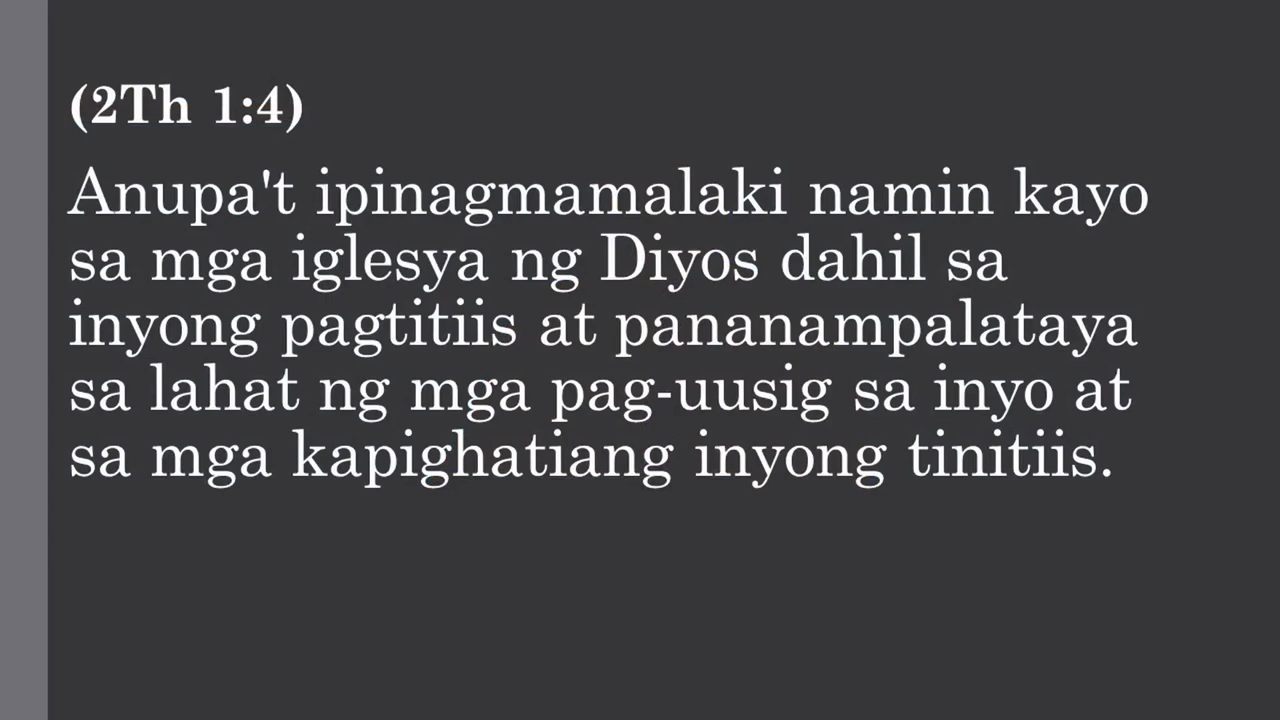 (2Th 1:4)
Anupa't ipinagmamalaki namin kayo
sa mga iglesya ng Diyos dahil sa
inyong pagtitiis at pananampalataya
sa lahat ng mga pag-uusig sa inyo at
sa mga kapighatiang inyong tinitiis.